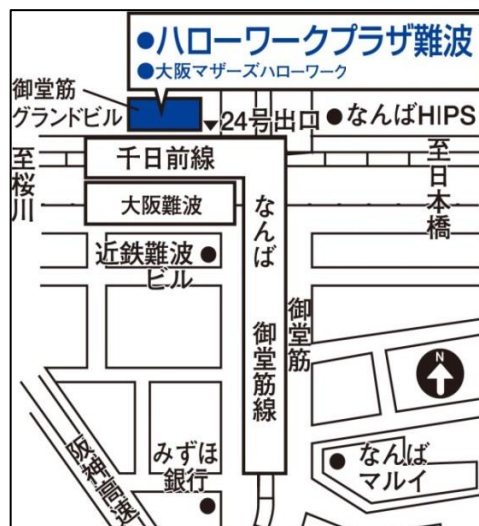 ●ハローワークプラザ難波
●大阪マザーズハローワーク
御堂筋
グランドビル
▼24号出口
●なんばHIPS
至桜川
千日前線
至日本橋
大阪難波
なんば
近鉄難波
ビル
御堂筋線
御堂筋
N
阪神高速
みずほ
銀行
なんば
マルイ